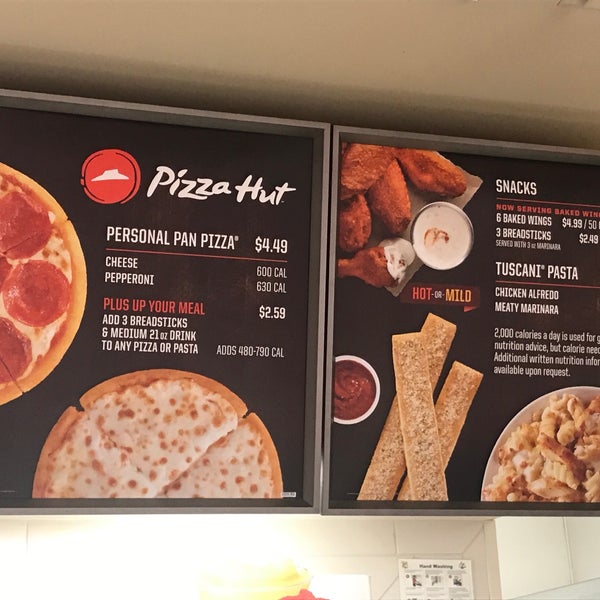 Pizza Hut
PERSONAL PAN PIZZA® $4.49
CHEESE 600 CAL
PEPPERONI 630 CAL
PLUS UP YOUR MEAL $2.59
ADD 3 BREADSTICKS
& MEDIUM 21 oz DRINK
TO ANY PIZZA OR PASTA ADDS 480-790 CAL
HOT-OR-MILD
SNACKS
NOW SERVING BAKED WING
6 BAKED WINGS $4.99 / 50
3 BREADSTICKS $2.49
SERVED WITH 3 oz MARINARA
TUSCANI® PASTA
CHICKEN ALFREDO
MEATY MARINARA
2,000 calories a day is used for g
nutrition advice, but calorie need
Additional written nutrition infor
available upon request.
Hand Washing